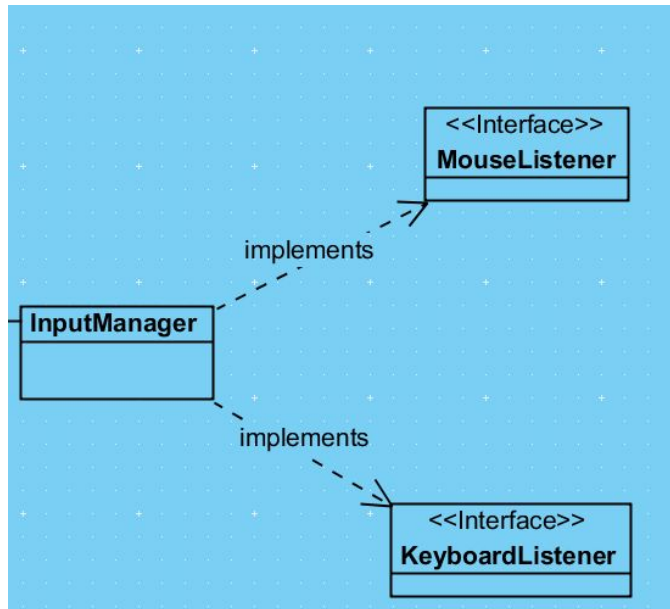 <<Interface>>
MouseListener
implements
InputManager
implements
<<Interface>>
KeyboardListener